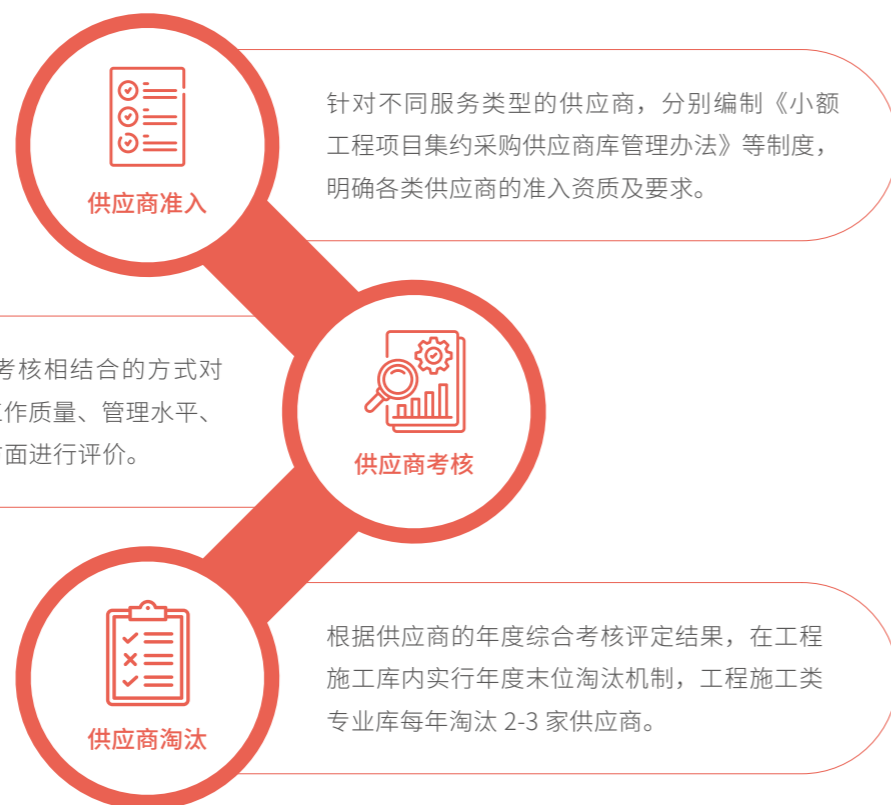 供应商准入
针对不同服务类型的供应商，分别编制《小额
工程项目集约采购供应商库管理办法》等制度，
明确各类供应商的准入资质及要求。
考核相结合的方式对
工作质量、管理水平、
方面进行评价。
供应商考核
供应商淘汰
根据供应商的年度综合考核评定结果，在工程
施工库内实行年度末位淘汰机制，工程施工类
专业库每年淘汰 2-3 家供应商。